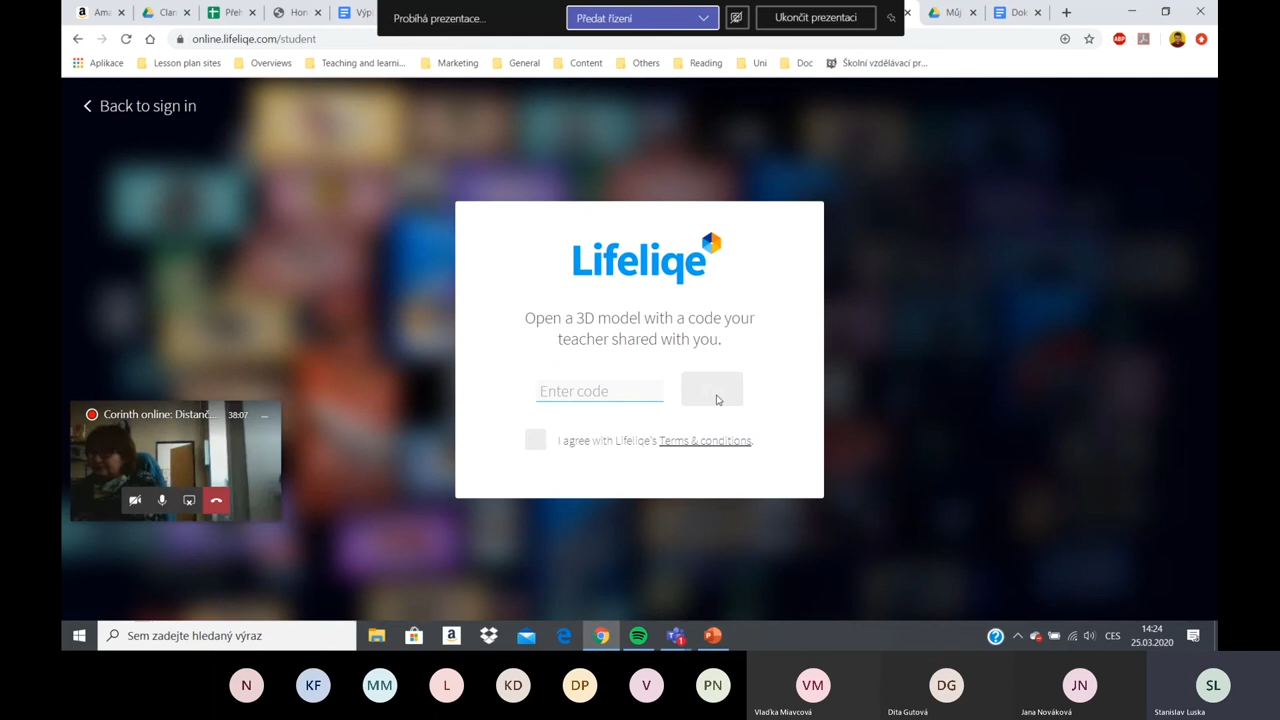 Ama
Clan
Přeh
Hor
Výp
Probíhá prezentace...
Předat řízení
Ukončit prezentaci
Můj
Dok
online.lifeliqe.com/student
ABP
Aplikace
Lesson plan sites
Overviews
Teaching and learni...
Marketing
General
Content
Others
Reading
Uni
Doc
Školní vzdělávací pr...
Back to sign in
Lifeliqe
Open a 3D model with a code your
teacher shared with you.
Enter code
I agree with Lifeliqe's Terms & conditions.
Corinth online: Distanč...
38:07
Sem zadejte hledaný výraz
CES
14:24
25.03.2020
N
KF
MM
L
KD
DP
V
PN
VM
DG
JN
SL
Vlaďka Miavcová
Dita Gutová
Jana Nováková
Stanislav Luska